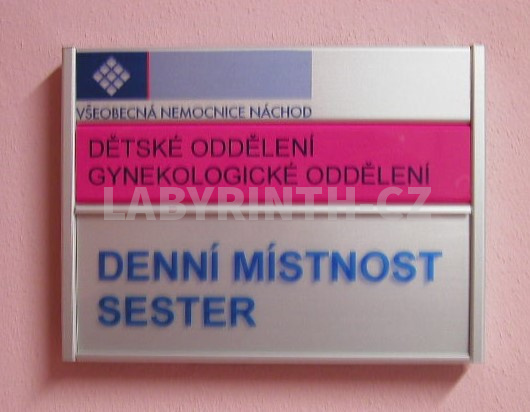 VŠEOBECNÁ NEMOCNICE NÁCHOD
DĚTSKÉ ODDĚLENÍ
GYNEKOLOGICKÉ ODDĚLENÍ
LABYRINTH-CZ
DENNÍ MÍSTNOST
SESTER